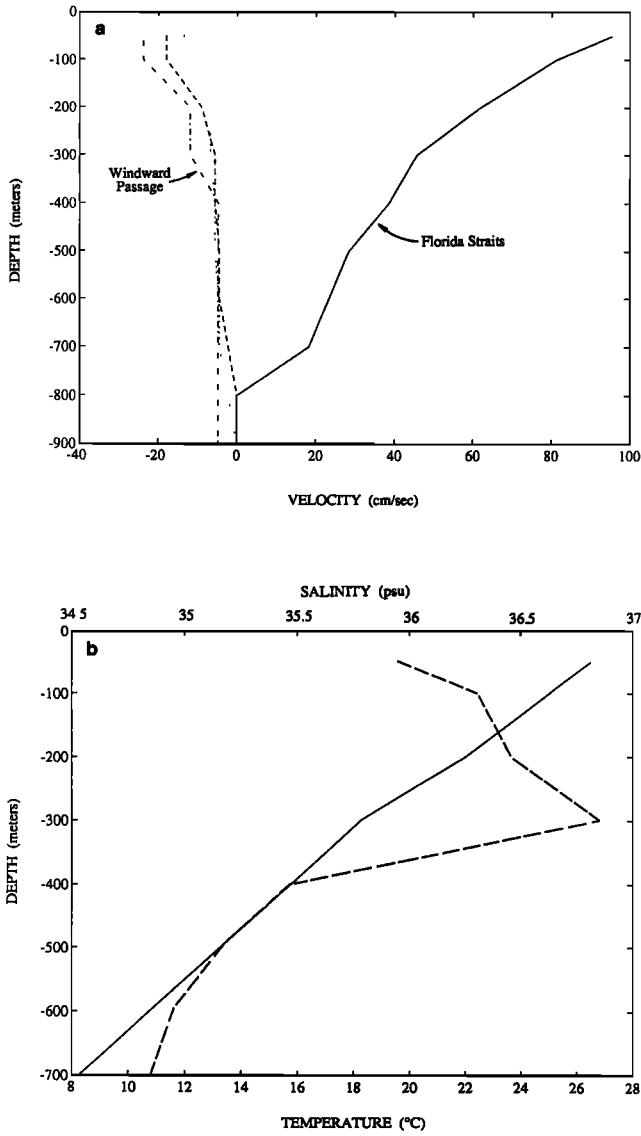 a
0
-100
-200
-300
-400
-500
-600
-700
-800
-900
DEPTH (meters)
Windward
Passage
Florida Straits
-40 -20 0 20 40 60 80 100
VELOCITY (cm/sec)
SALINITY (psu)
34 5 35 35.5 36 36.5 37
b
0
-100
-200
-300
-400
-500
-600
-700
DEPTH (meters)
8 10 12 14 16 18 20 22 24 26 28
TEMPERATURE (°C)